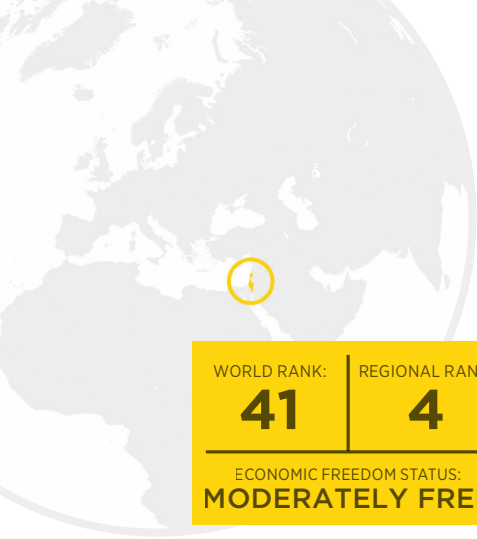 WORLD RANK: REGIONAL RAN
41 4
ECONOMIC FREEDOM STATUS:
MODERATELY FRE